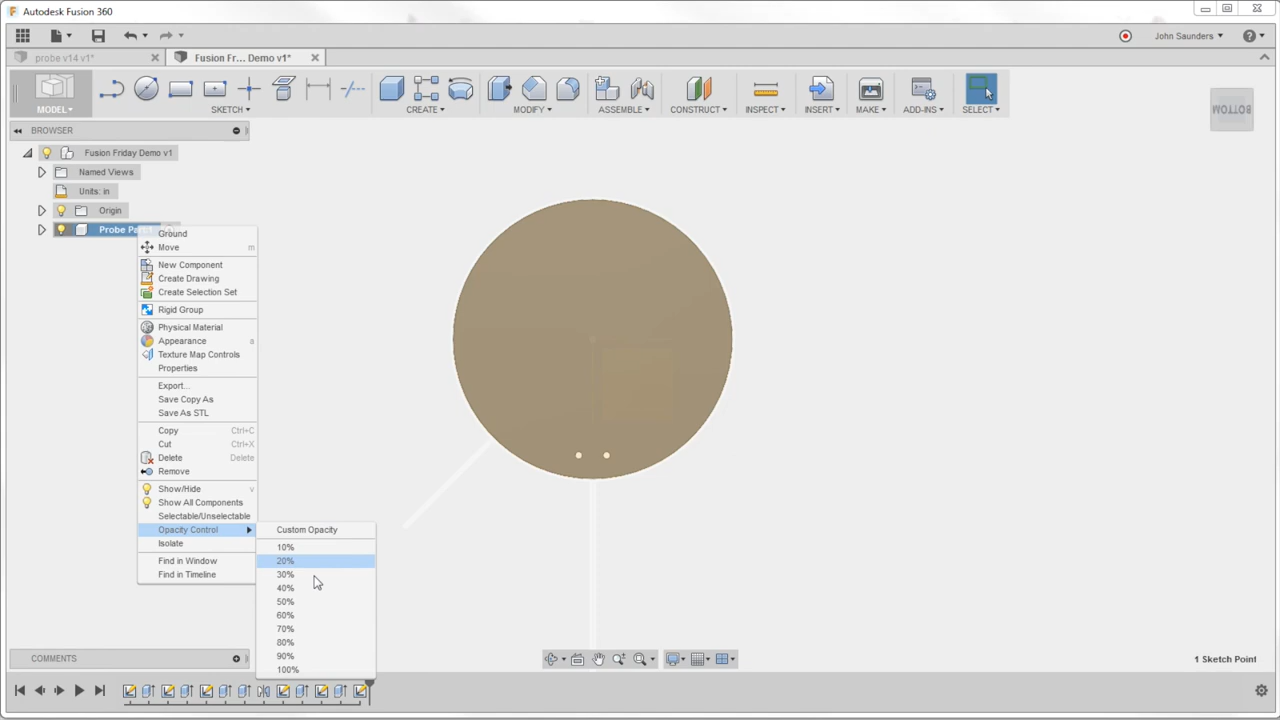 Autodesk Fusion 360
John Saunders
probe v14 v1*
Fusion Fr... Demo v1*
MODEL
SKETCH
CREATE
MODIFY
ASSEMBLE
CONSTRUCT
INSPECT
INSERT
MAKE
ADD-INS
SELECT
BOTTOM
BROWSER
Fusion Friday Demo v1
Named Views
Units: in
Origin
Ground
Move m
New Component
Create Drawing
Create Selection Set
Rigid Group
Physical Material
Appearance a
Texture Map Controls
Properties
Export...
Save Copy As
Save As STL
Copy Ctrl+C
Cut Ctrl+X
Delete Delete
Remove
Show/Hide v
Show All Components
Selectable/Unselectable
Opacity Control
Isolate
Find in Window
Find in Timeline
Custom Opacity
10%
20%
30%
40%
50%
60%
70%
80%
90%
100%
COMMENTS
1 Sketch Point